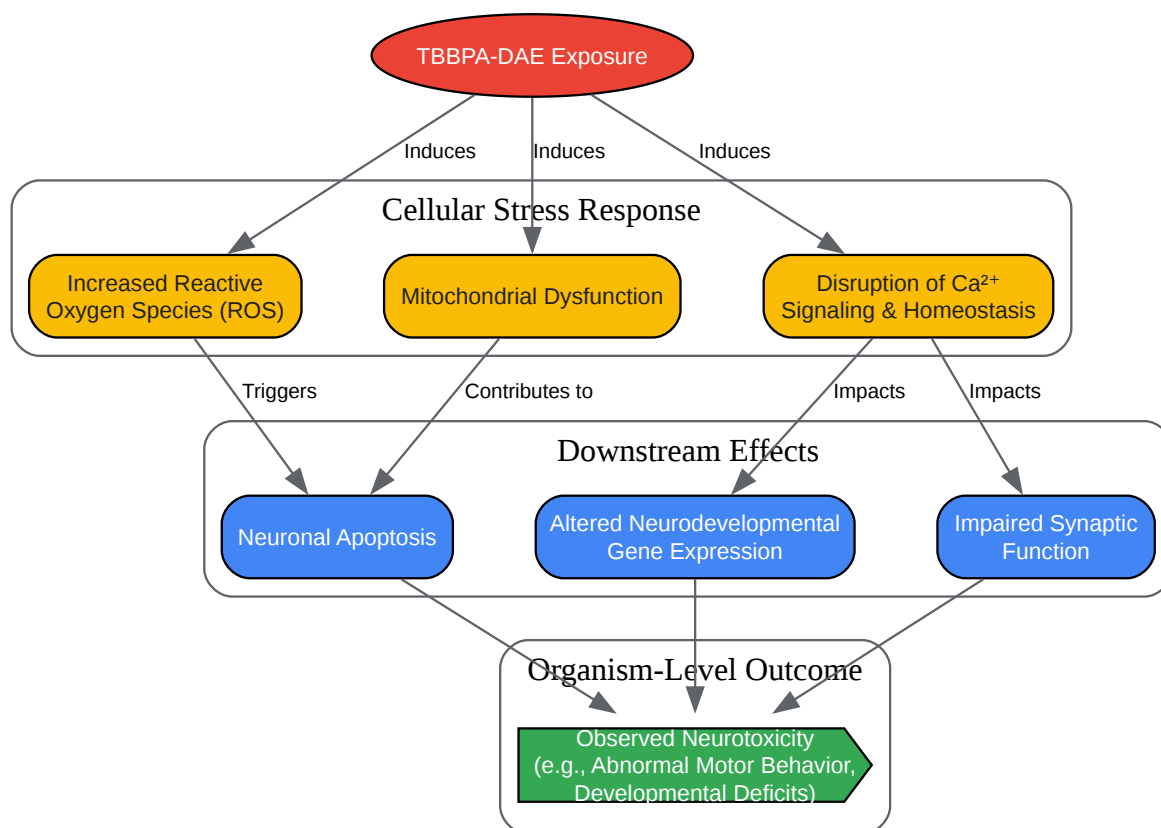 TBBPA-DAE Exposure
Induces
Induces
Induces
Cellular Stress Response
Increased Reactive
Oxygen Species (ROS)
Mitochondrial Dysfunction
Disruption of Ca²⁺
Signaling & Homeostasis
Triggers
Contributes to
Impacts
Impacts
Downstream Effects
Neuronal Apoptosis
Altered Neurodevelopmental
Gene Expression
Impaired Synaptic
Function
Organism-Level Outcome
Observed Neurotoxicity
(e.g., Abnormal Motor Behavior,
Developmental Deficits)